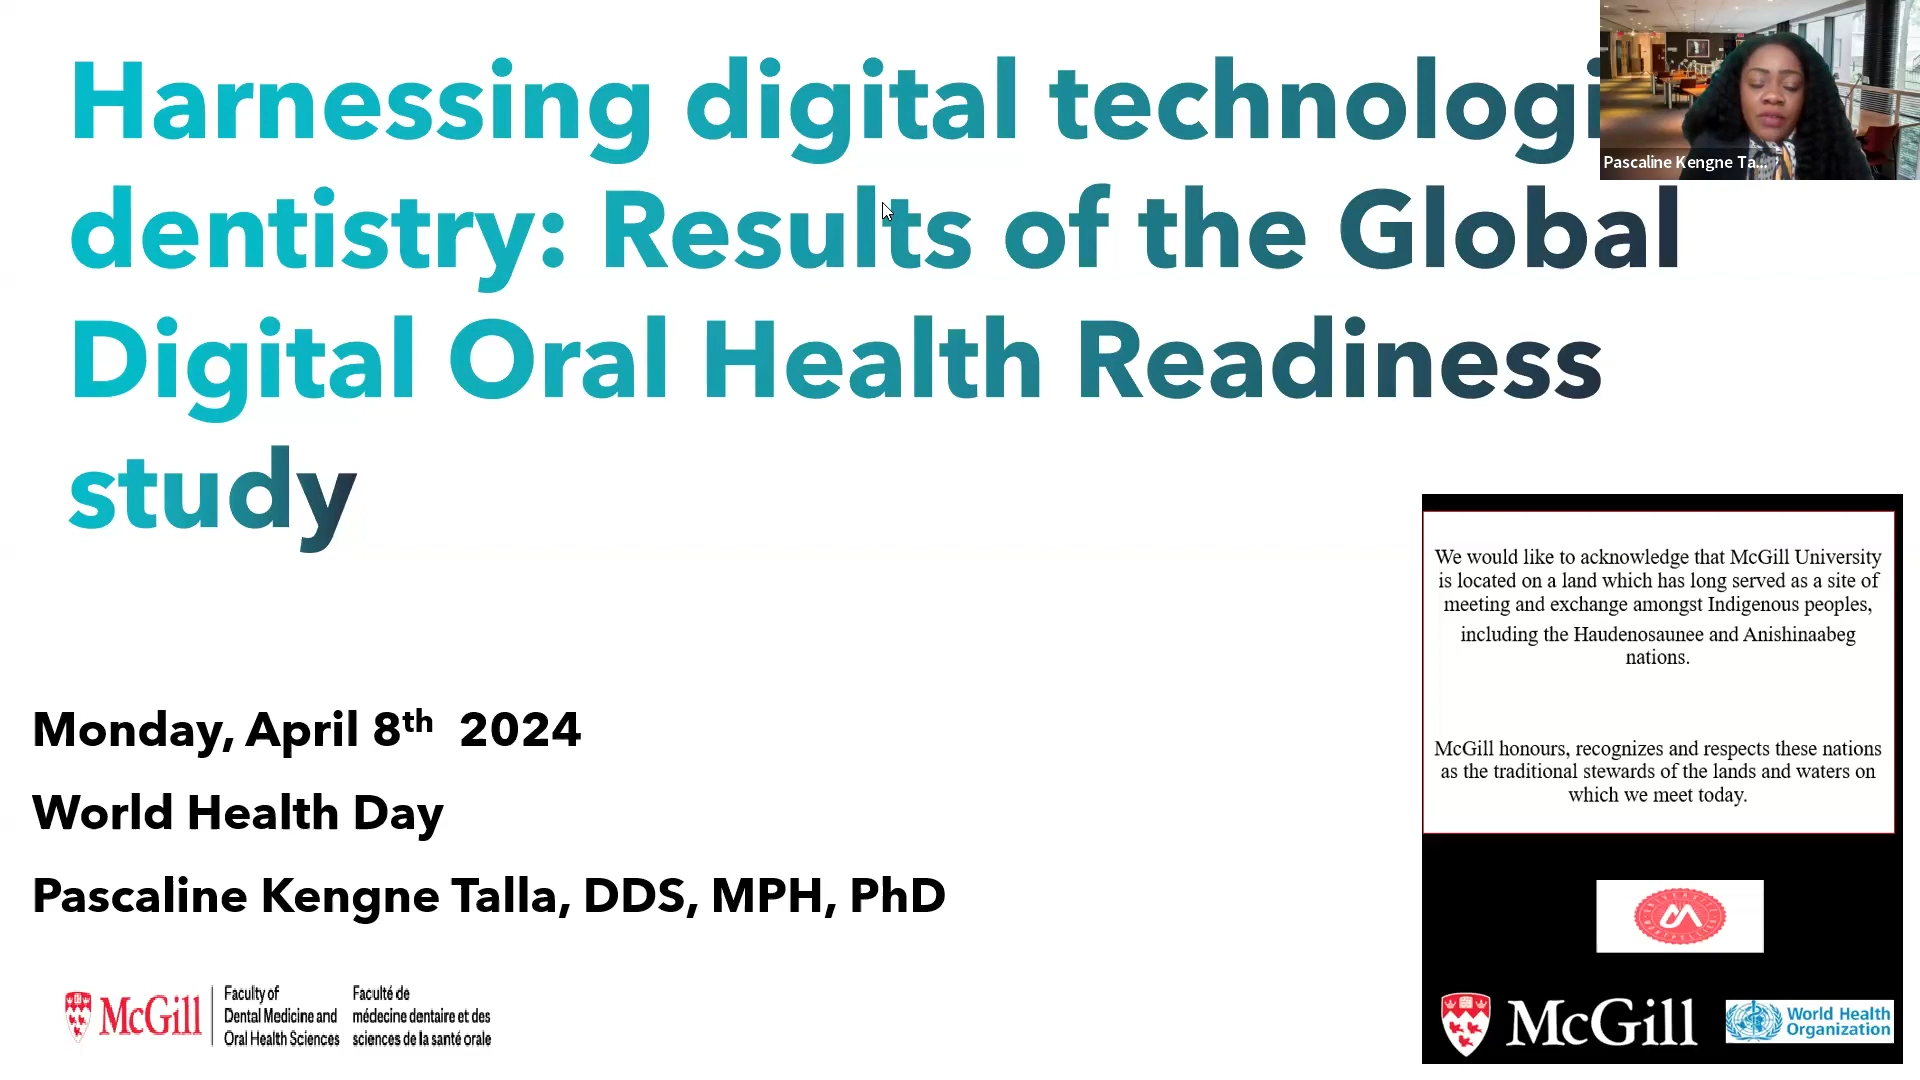 Harnessing digital technologi
dentistry: Results of the Global
Digital Oral Health Readiness
study
Pascaline Kengne Ta...
We would like to acknowledge that McGill University
is located on a land which has long served as a site of
meeting and exchange amongst Indigenous peoples,
including the Haudenosaunee and Anishinaabeg
nations.
McGill honours, recognizes and respects these nations
as the traditional stewards of the lands and waters on
which we meet today.
Monday, April 8th 2024
World Health Day
Pascaline Kengne Talla, DDS, MPH, PhD
McGill
Faculty of
Dental Medicine and
Oral Health Sciences
Faculté de
médecine dentaire et des
sciences de la santé orale
McGill
World Health
Organization